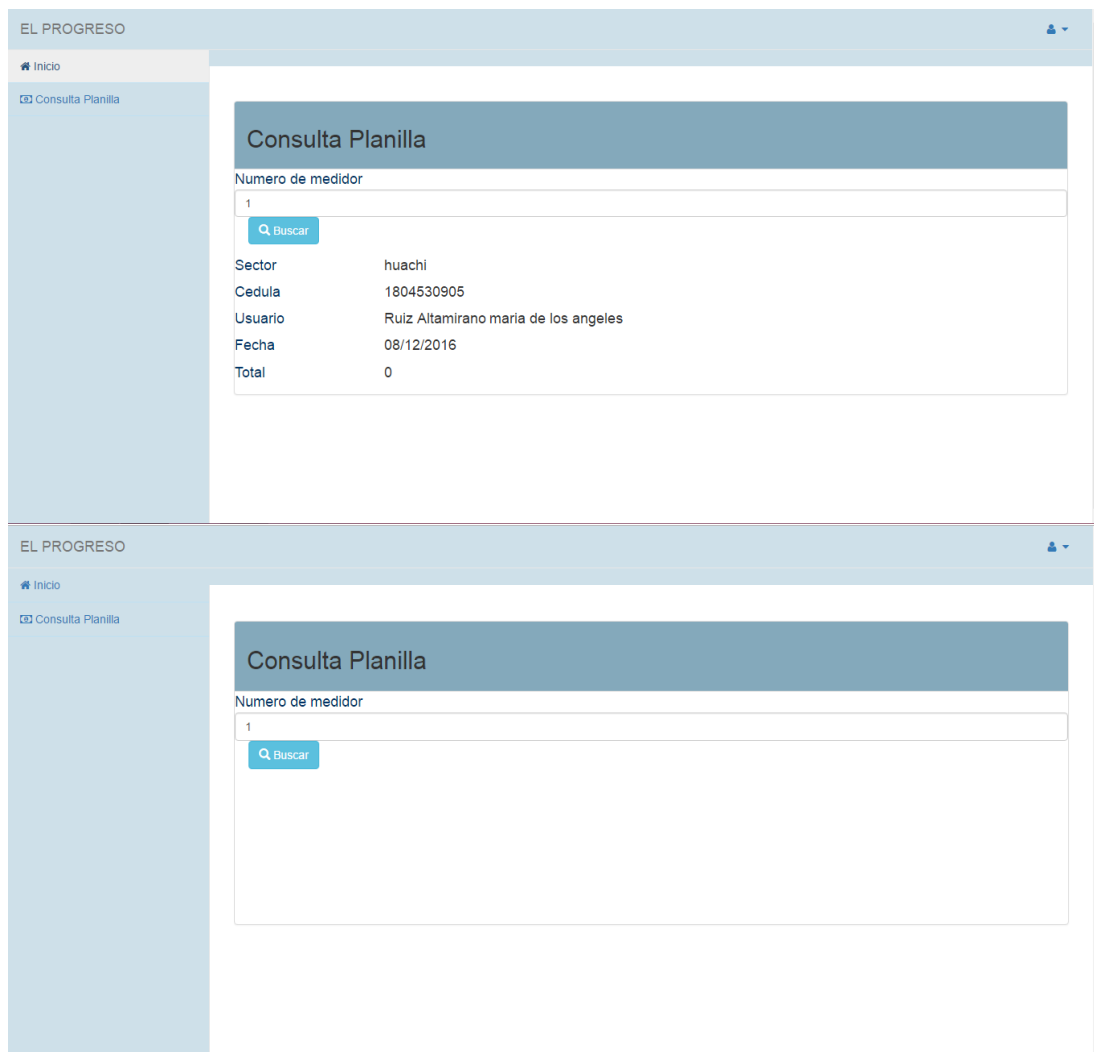 EL PROGRESO
Inicio
Consulta Planilla
Consulta Planilla
Numero de medidor
1
Buscar
Sector huachi
Cedula 1804530905
Usuario Ruiz Altamirano maria de los angeles
Fecha 08/12/2016
Total 0
EL PROGRESO
Inicio
Consulta Planilla
Consulta Planilla
Numero de medidor
1
Buscar